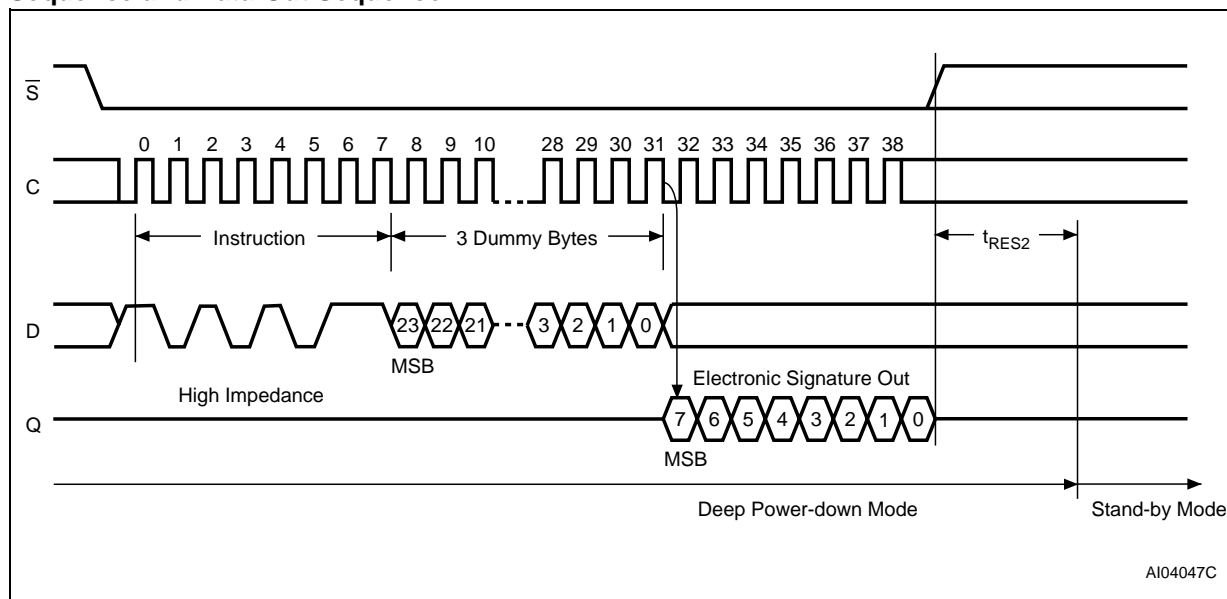 S
0 1 2 3 4 5 6 7 8 9 10 28 29 30 31 32 33 34 35 36 37 38
C
Instruction 3 Dummy Bytes tRES2
D 23 22 21 3 2 1 0
MSB
High Impedance Electronic Signature Out
Q 7 6 5 4 3 2 1 0
MSB
Deep Power-down Mode Stand-by Mode
AI04047C